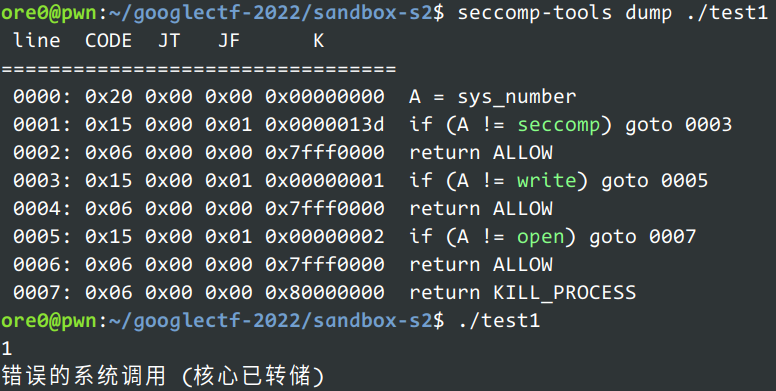 ore0@pwn:~/googlectf-2022/sandbox-s2$ seccomp-tools dump ./test1
 line  CODE  JT   JF      K
=================================
 0000: 0x20 0x00 0x00 0x00000000  A = sys_number
 0001: 0x15 0x00 0x01 0x0000013d  if (A != seccomp) goto 0003
 0002: 0x06 0x00 0x00 0x7fff0000  return ALLOW
 0003: 0x15 0x00 0x01 0x00000001  if (A != write) goto 0005
 0004: 0x06 0x00 0x00 0x7fff0000  return ALLOW
 0005: 0x15 0x00 0x01 0x00000002  if (A != open) goto 0007
 0006: 0x06 0x00 0x00 0x7fff0000  return ALLOW
 0007: 0x06 0x00 0x00 0x80000000  return KILL_PROCESS
ore0@pwn:~/googlectf-2022/sandbox-s2$ ./test1
1
错误的系统调用 (核心已转储)